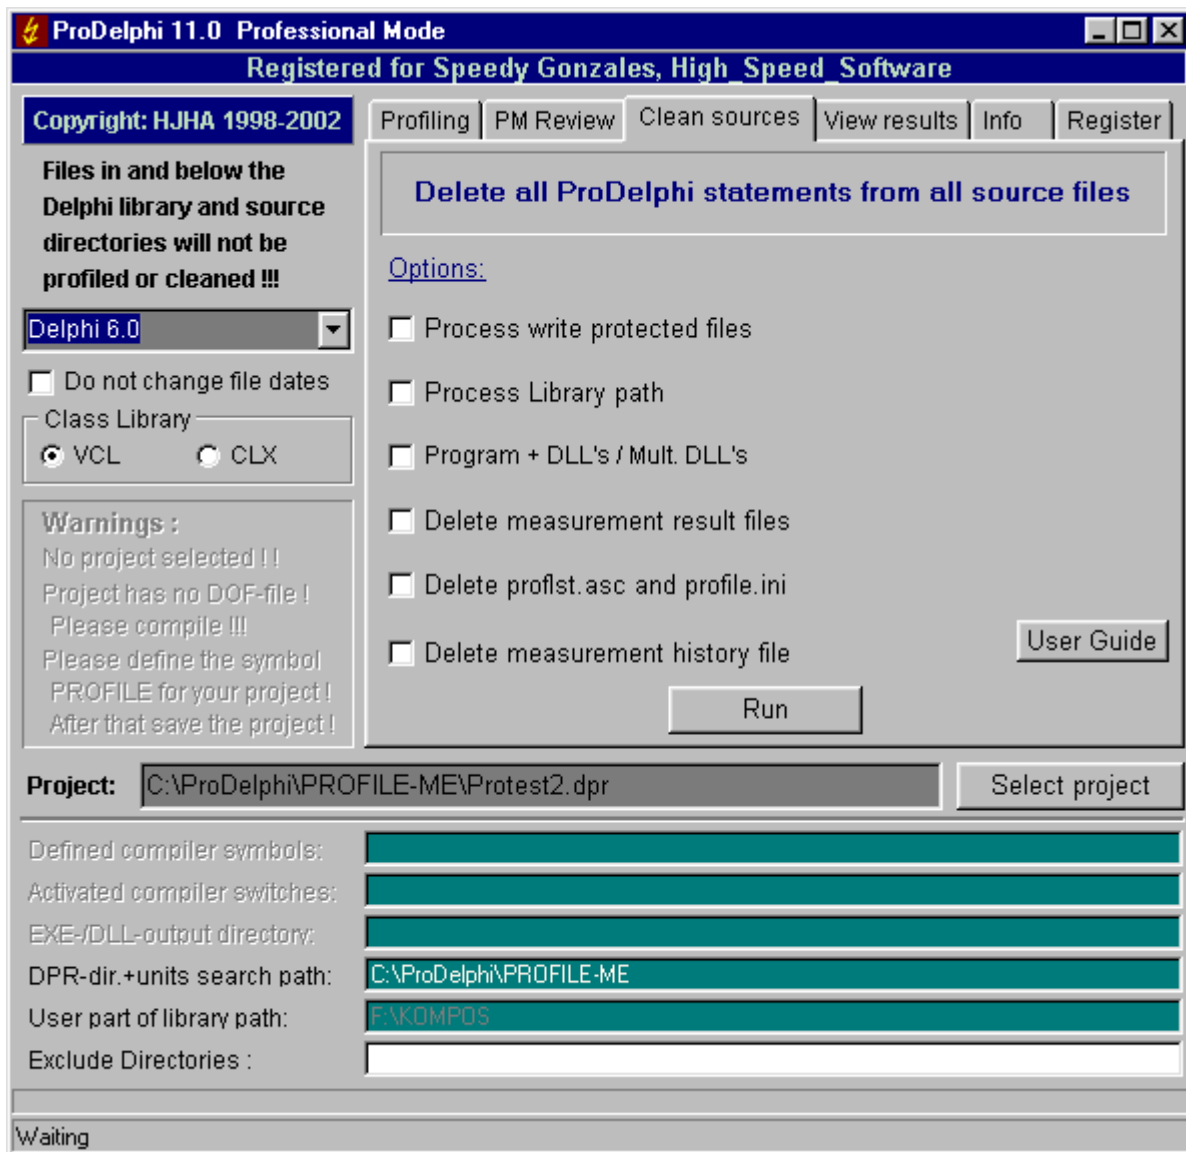 ProDelphi 11.0 Professional Mode
Registered for Speedy Gonzales, High_Speed_Software
Copyright: HJHA 1998-2002
Files in and below the
Delphi library and source
directories will not be
profiled or cleaned !!!
Delphi 6.0
Do not change file dates
Class Library
VCL CLX
Warnings :
No project selected ! !
Project has no DOF-file !
Please compile !!!
Please define the symbol
PROFILE for your project !
After that save the project !
Profiling PM Review Clean sources View results Info Register
Delete all ProDelphi statements from all source files
Options:
Process write protected files
Process Library path
Program + DLL's / Mult. DLL's
Delete measurement result files
Delete proflst.asc and profile.ini
Delete measurement history file
User Guide
Run
Project: C:\ProDelphi\PROFILE-ME\Protest2.dpr Select project
Defined compiler symbols:
Activated compiler switches:
EXE-/DLL-output directory:
DPR-dir.+units search path: C:\ProDelphi\PROFILE-ME
User part of library path: F:\KOMPOS
Exclude Directories :
Waiting